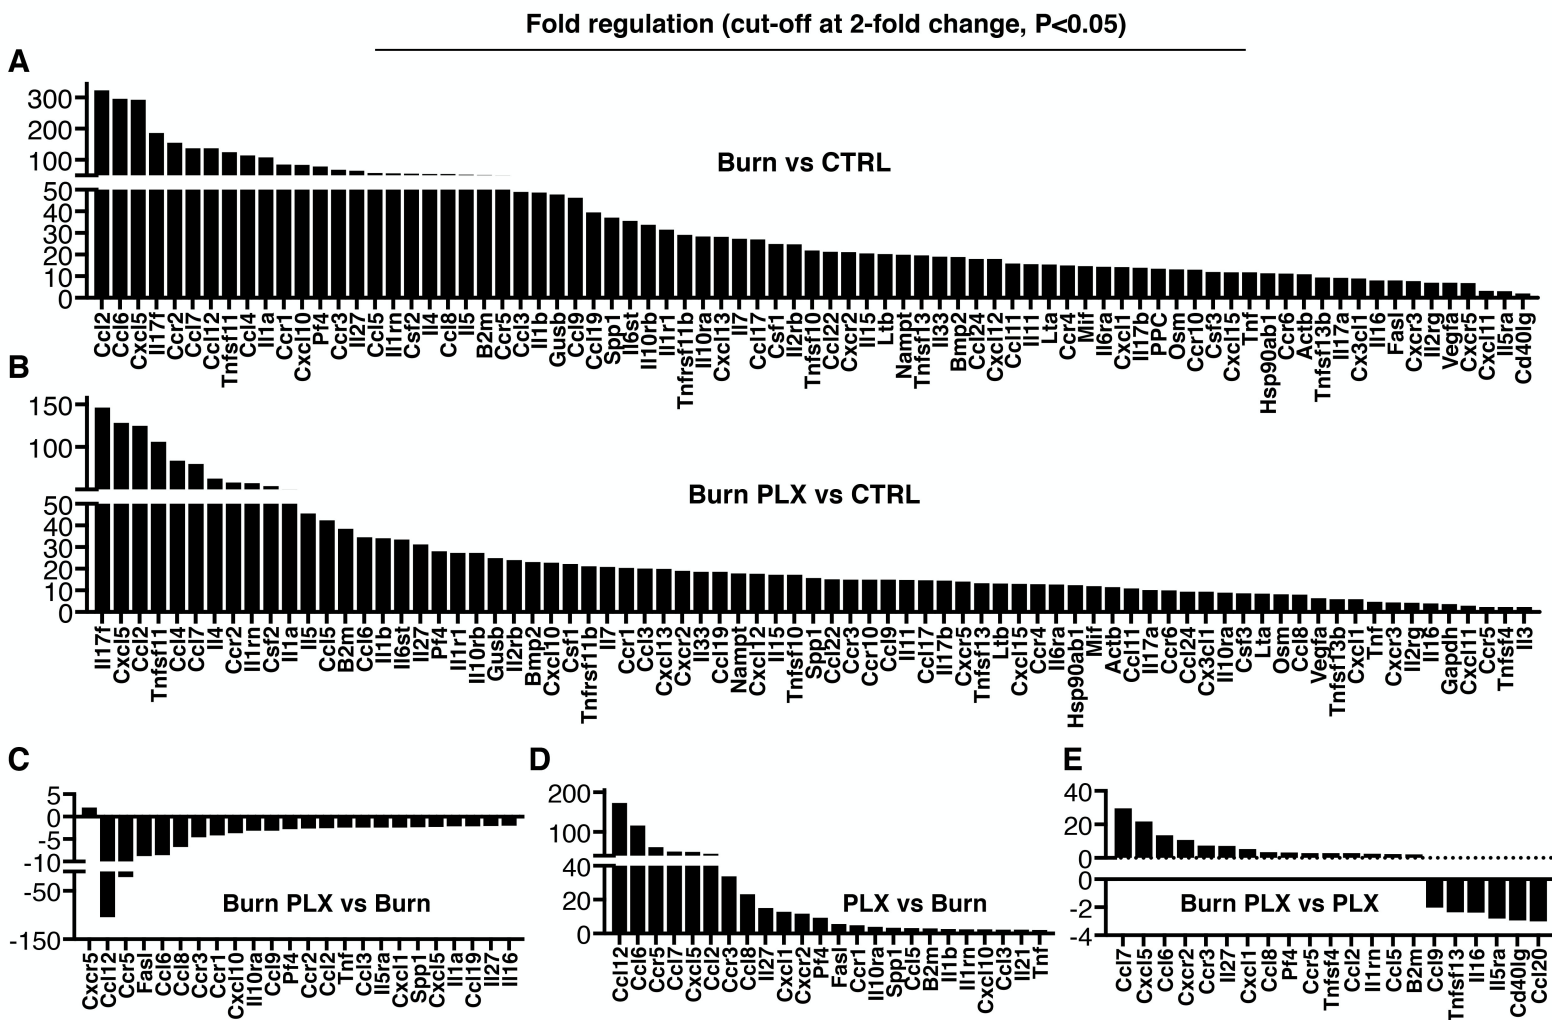 Fold regulation (cut-off at 2-fold change, P<0.05)
A
300
200
100
50
40
30
20
10
0
Burn vs CTRL
Ccl2 Ccl6 Cxcl5 Il17f Ccr2 Ccl7 Ccl12 Tnfsf11 Ccl4 Il1a Ccr1 Cxcl10 Pf4 Ccr3 Il27 Ccl5 Il1rn Csf2 Il4 Ccl8 Il5 B2m Ccr5 Ccl3 Il1b Gusb Ccl9 Ccl19 Spp1 Il6st Il10rb Il1r1 Tnfrsf11b Il10ra Cxcl13 Il7 Ccl17 Csf1 Il2rb Tnfsf10 Ccl22 Cxcr2 Il15 Ltb Nampt Tnfsf13 Il33 Bmp2 Ccl24 Cxcl12 Ccl11 Il11 Lta Ccr4 Mif Il6ra Cxcl1 Il17b PPC Osm Ccr10 Csf3 Cxcl15 Tnf Hsp90ab1 Ccr6 Actb Tnfsf13b Il17a Cx3cl1 Il16 Fasl Cxcr3 Il2rg Vegfa Cxcr5 Cxcl11 Il5ra Cd40lg
B
150
100
50
40
30
20
10
0
Burn PLX vs CTRL
Il17f Cxcl5 Ccl2 Tnfsf11 Ccl4 Ccl7 Il4 Ccr2 Il1rn Csf2 Il1a Il5 Ccl5 B2m Ccl6 Il1b Il6st Il27 Pf4 Il1r1 Il10rb Gusb Il2rb Bmp2 Cxcl10 Csf1 Tnfrsf11b Il7 Ccr1 Ccl3 Cxcl13 Cxcr2 Il33 Ccl19 Nampt Cxcl12 Il15 Tnfsf10 Spp1 Ccl22 Ccr3 Ccr10 Ccl9 Il11 Ccl17 Il17b Cxcr5 Tnfsf13 Ltb Cxcl15 Ccr4 Il6ra Hsp90ab1 Mif Actb Ccl11 Il17a Ccr6 Ccl24 Cx3cl1 Il10ra Csf3 Lta Osm Ccl8 Vegfa Tnfsf13b Cxcl1 Tnf Cxcr3 Il2rg Il16 Gapdh Cxcl11 Ccr5 Tnfsf4 Il3
C
5
0
-5
-10
-50
-150
Burn PLX vs Burn
Cxcr5 Ccl12 Ccr5 Fasl Ccl6 Ccl8 Ccr3 Ccr1 Cxcl10 Il10ra Ccl9 Pf4 Ccr2 Ccl2 Tnf Ccl3 Il5ra Cxcl1 Spp1 Cxcl5 Il1a Ccl19 Il27 Il16
D
200
100
40
20
0
PLX vs Burn
Ccl12 Ccl6 Ccr5 Ccl7 Ccl5 Ccl2 Ccr3 Ccl8 Il27 Cxcl1 Cxcr2 Pf4 Fasl Ccr1 Il10ra Spp1 Ccl5 B2m Il1b Il1rn Cxcl10 Ccl3 Il21 Tnf
E
40
20
0
0
-2
-4
Burn PLX vs PLX
Ccl7 Cxcl5 Ccl6 Cxcr2 Ccr3 Il27 Cxcl1 Ccl8 Pf4 Ccr5 Tnfsf4 Ccl2 Il1rn Ccl5 B2m Ccl9 Tnfsf13 Il16 Il5ra Cd40lg Ccl20